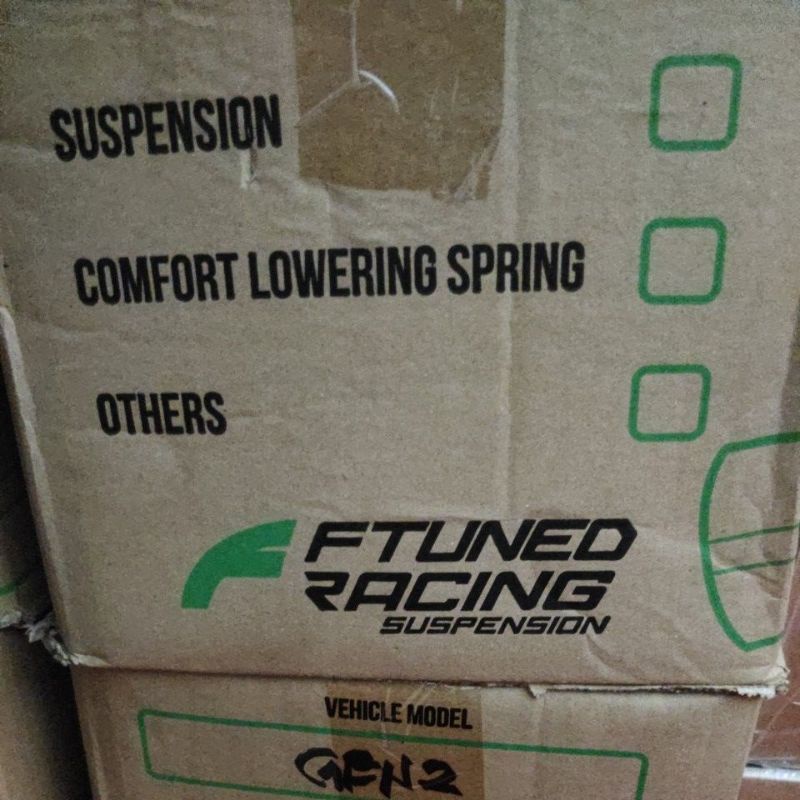 SUSPENSION
COMFORT LOWERING SPRING
OTHERS
FTUNED
RACING
SUSPENSION
VEHICLE MODEL
GEN2